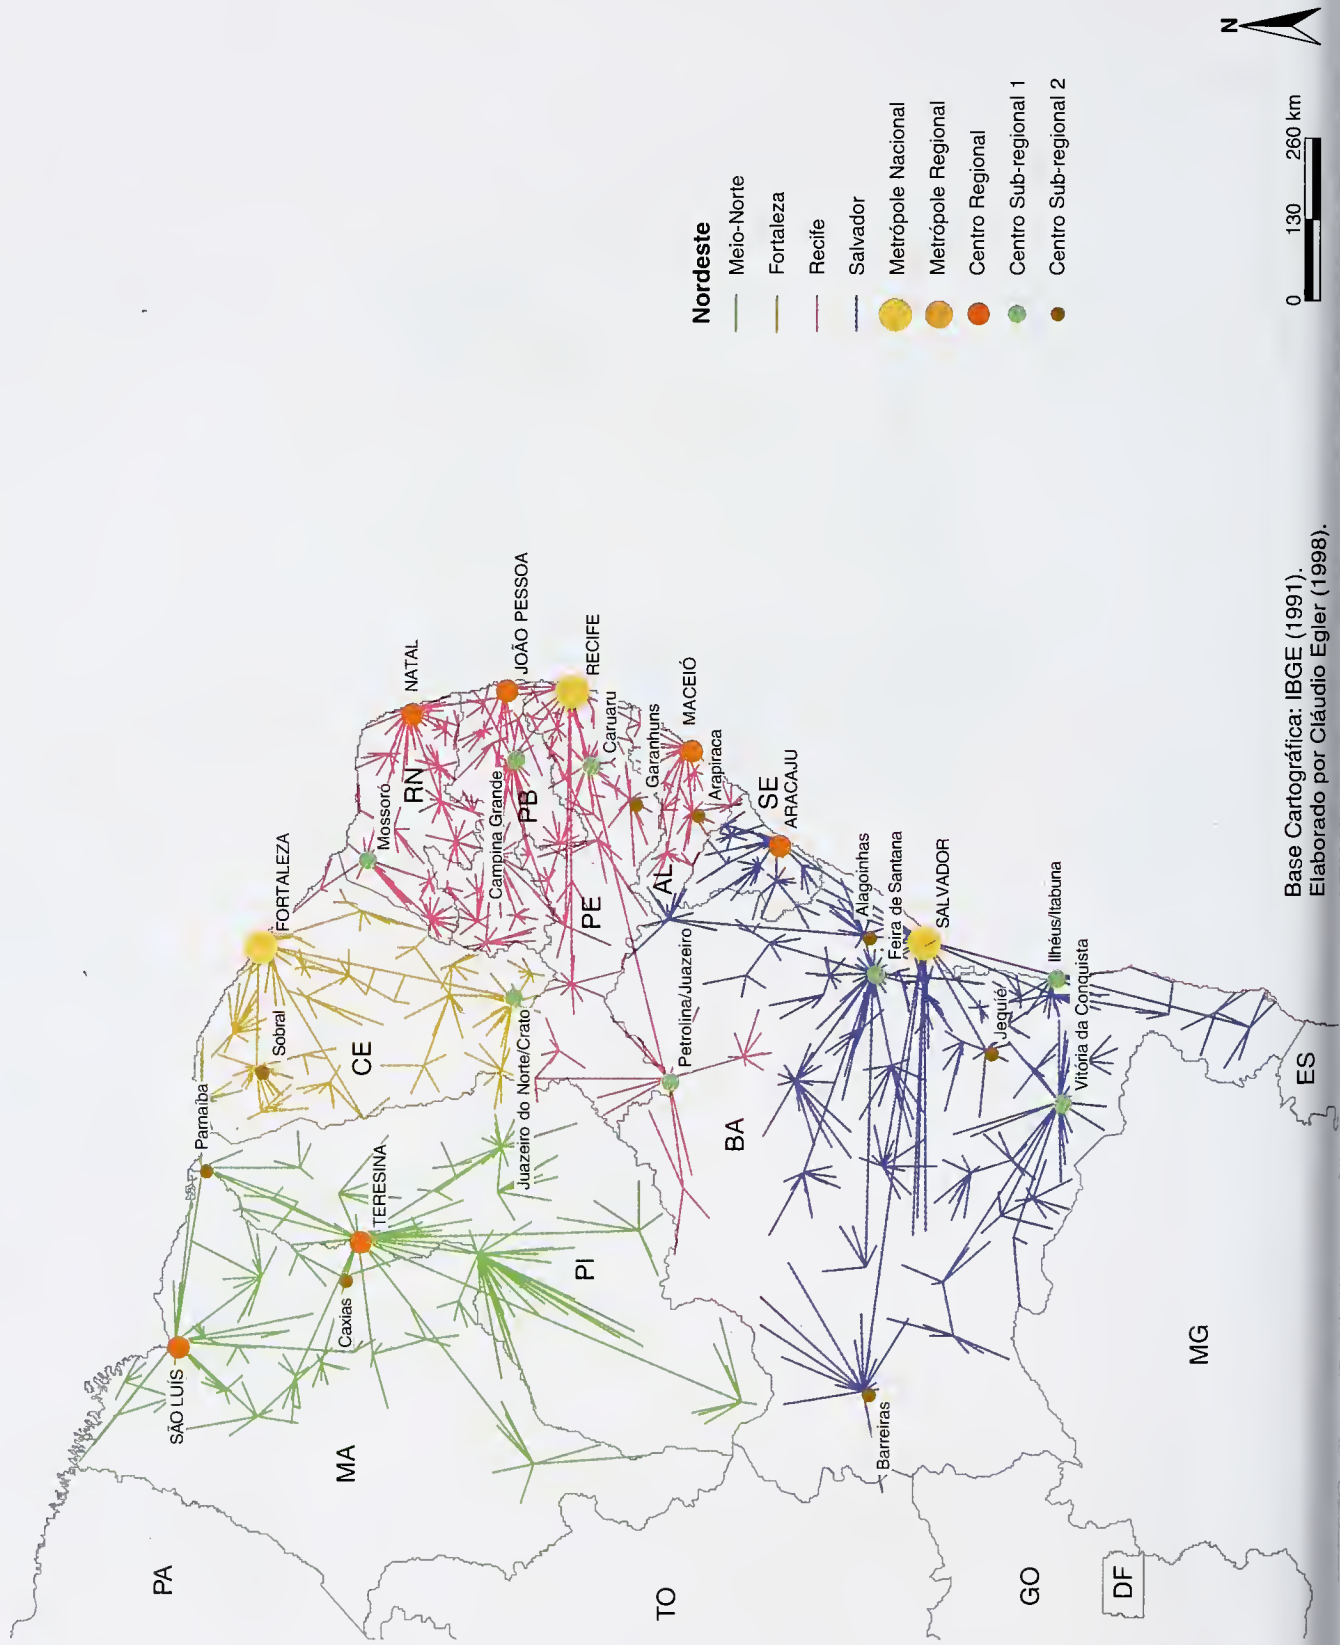 PA
MA
TO
PI
CE
RN
PB
PE
AL
SE
BA
GO
DF
MG
ES
SÃO LUÍS
Parnaíba
Caxias
TERESINA
Sobral
FORTALEZA
Mossoró
NATAL
Juazeiro do Norte/Crato
Campina Grande
JOÃO PESSOA
RECIFE
Caruaru
Garanhuns
MACEIÓ
Arapiraca
ARACAJU
Petrolina/Juazeiro
Alagoinhas
Feira de Santana
SALVADOR
Barreiras
Jequié
Ilhéus/Itabuna
Vitória da Conquista
Nordeste
Meio-Norte
Fortaleza
Recife
Salvador
Metrópole Nacional
Metrópole Regional
Centro Regional
Centro Sub-regional 1
Centro Sub-regional 2
N
0 130 260 km
Base Cartográfica: IBGE (1991).
Elaborado por Cláudio Egler (1998).